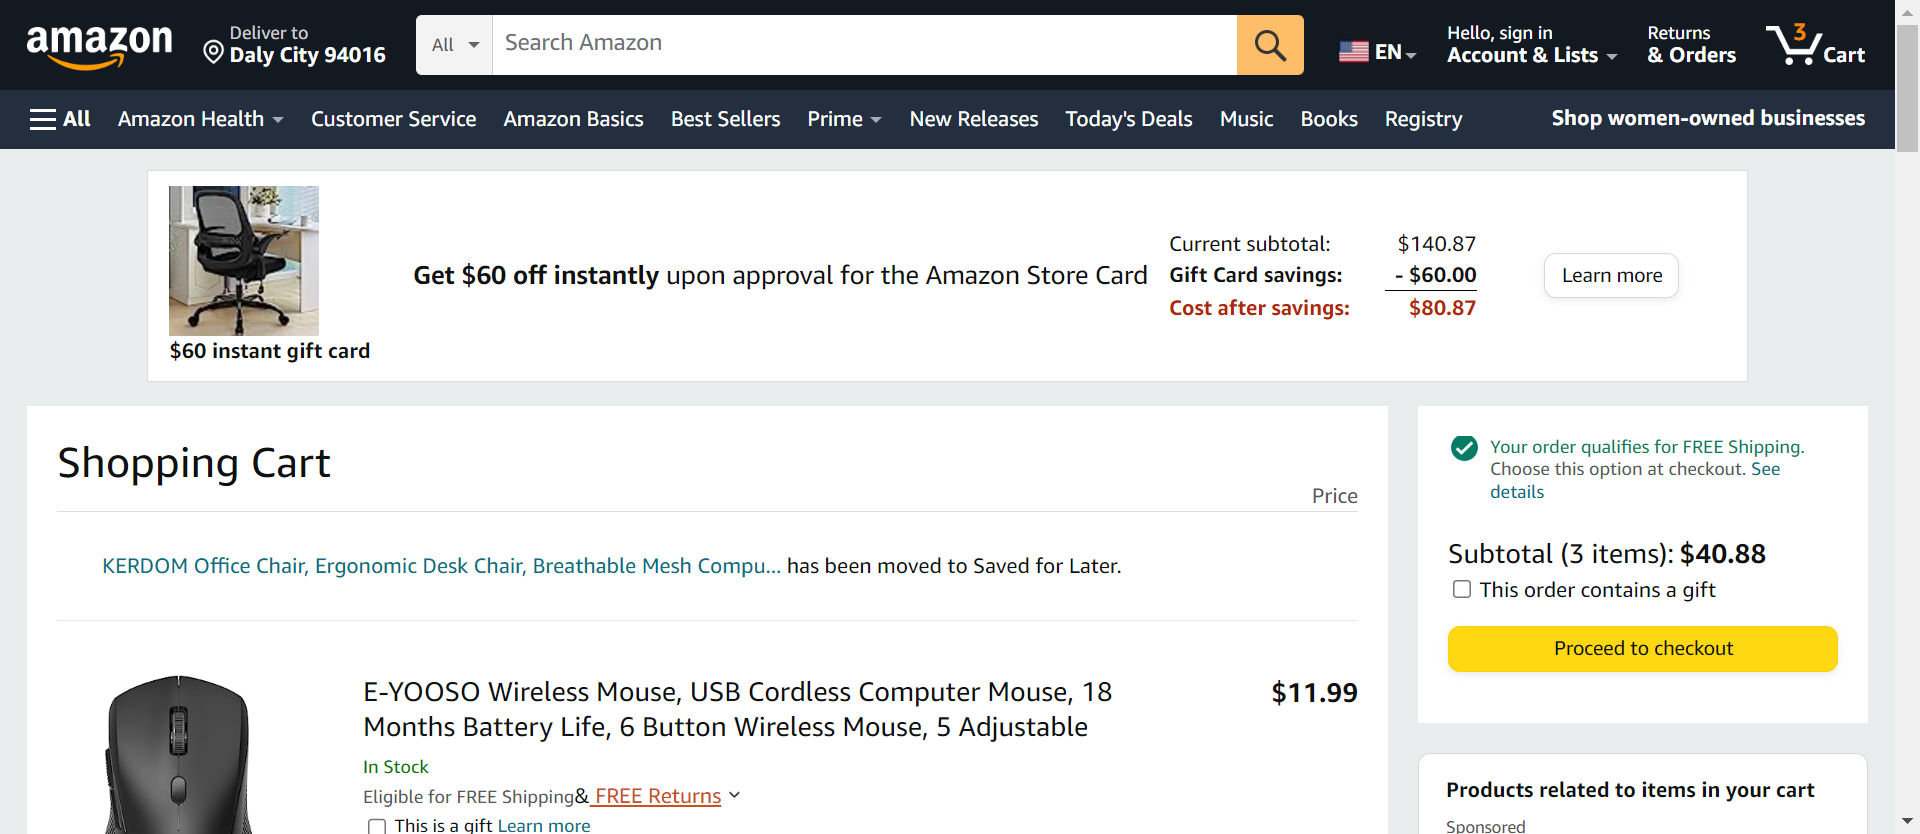 amazon
Deliver to
Daly City 94016
All
Search Amazon
EN
Hello, sign in
Account & Lists
Returns
& Orders
3
Cart
All
Amazon Health
Customer Service
Amazon Basics
Best Sellers
Prime
New Releases
Today's Deals
Music
Books
Registry
Shop women-owned businesses
$60 instant gift card
Get $60 off instantly upon approval for the Amazon Store Card
Current subtotal: $140.87
Gift Card savings: - $60.00
Cost after savings: $80.87
Learn more
Shopping Cart
Price
KERDOM Office Chair, Ergonomic Desk Chair, Breathable Mesh Compu... has been moved to Saved for Later.
E-YOOSO Wireless Mouse, USB Cordless Computer Mouse, 18
Months Battery Life, 6 Button Wireless Mouse, 5 Adjustable
$11.99
In Stock
Eligible for FREE Shipping& FREE Returns
This is a gift Learn more
Your order qualifies for FREE Shipping.
Choose this option at checkout. See
details
Subtotal (3 items): $40.88
This order contains a gift
Proceed to checkout
Products related to items in your cart
Sponsored